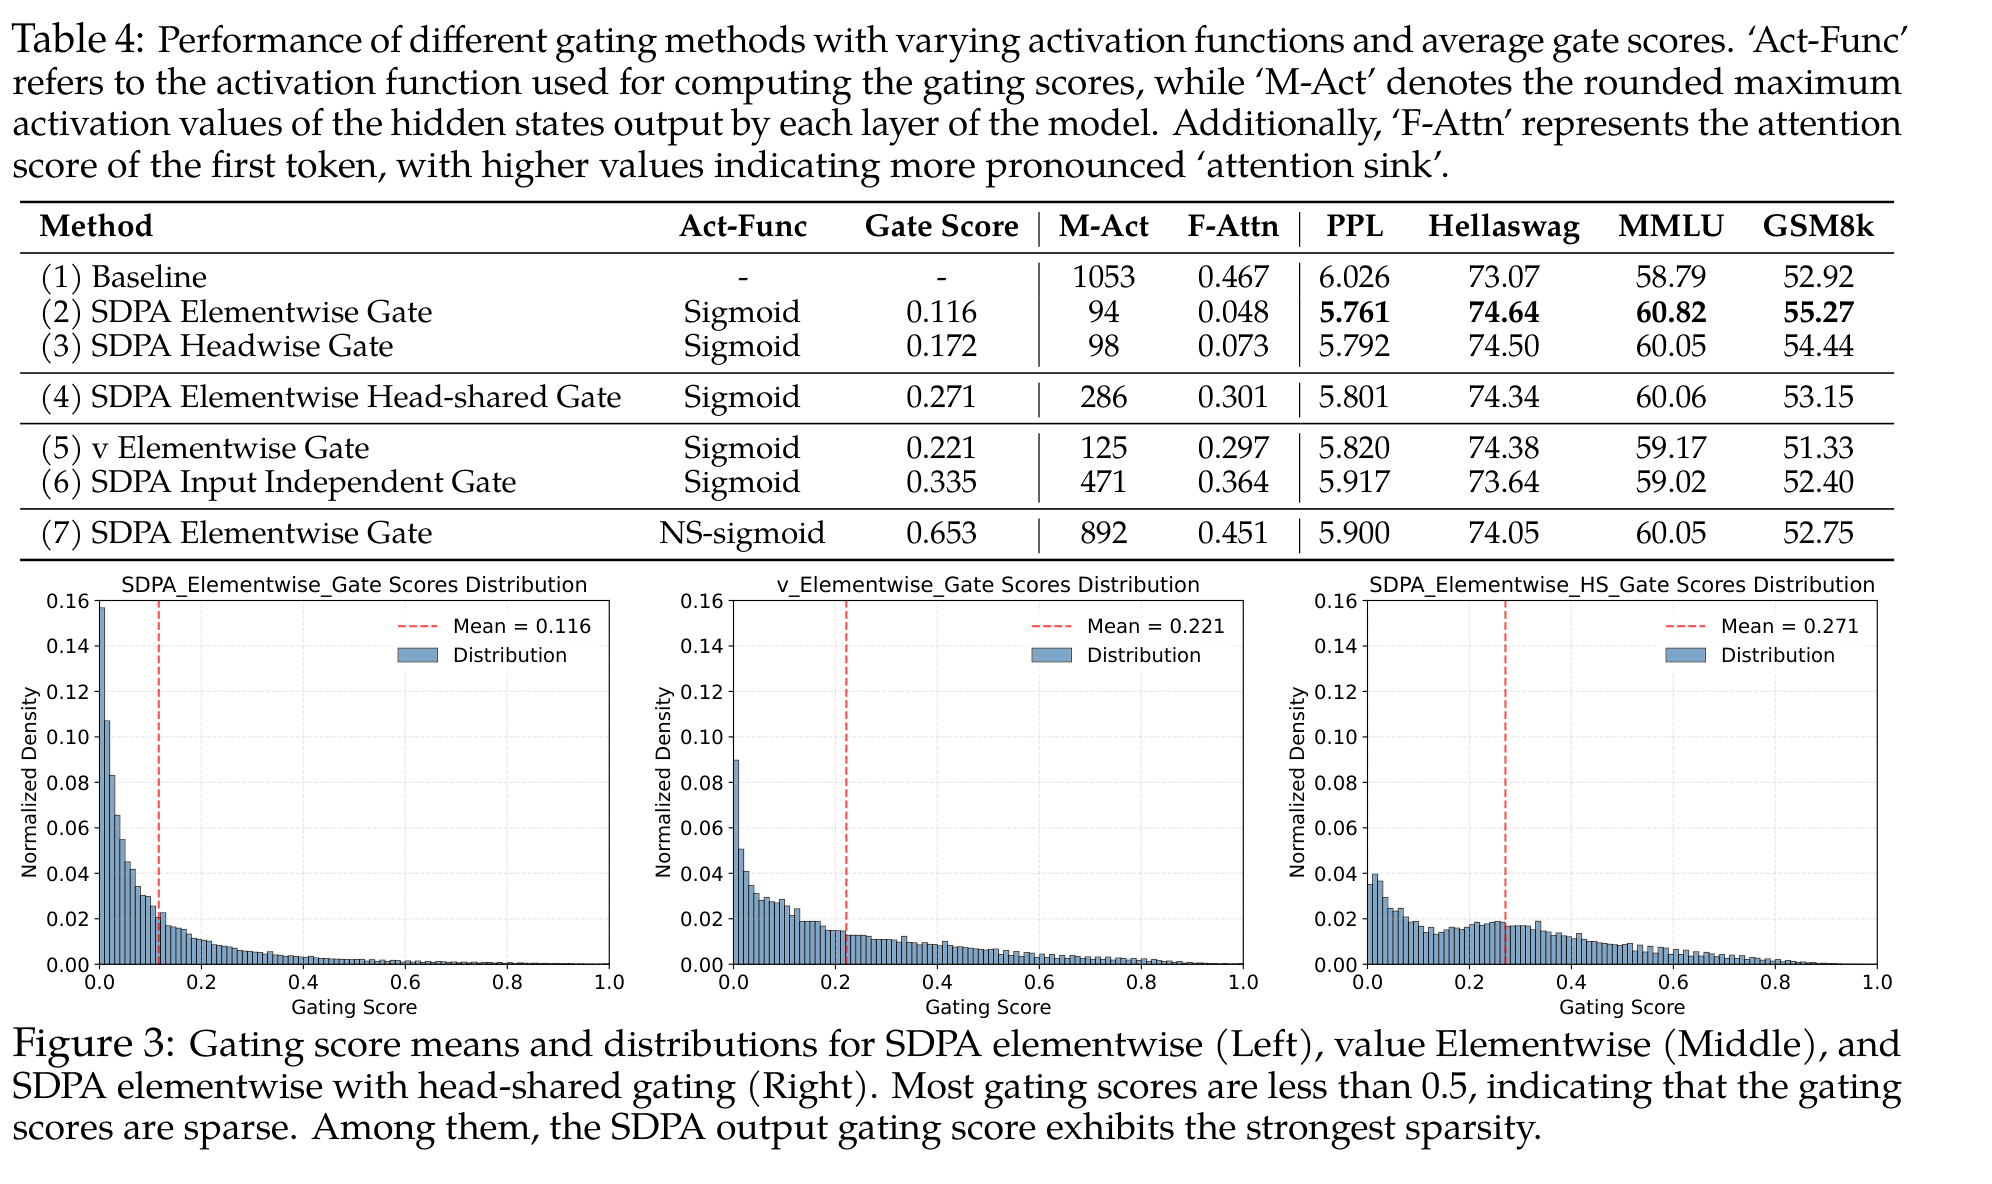 Table 4: Performance of different gating methods with varying activation functions and average gate scores. ‘Act-Func’
refers to the activation function used for computing the gating scores, while ‘M-Act’ denotes the rounded maximum
activation values of the hidden states output by each layer of the model. Additionally, ‘F-Attn’ represents the attention
score of the first token, with higher values indicating more pronounced ‘attention sink’.
Method Act-Func Gate Score M-Act F-Attn PPL Hellaswag MMLU GSM8k
(1) Baseline - - 1053 0.467 6.026 73.07 58.79 52.92
(2) SDPA Elementwise Gate Sigmoid 0.116 94 0.048 5.761 74.64 60.82 55.27
(3) SDPA Headwise Gate Sigmoid 0.172 98 0.073 5.792 74.50 60.05 54.44
(4) SDPA Elementwise Head-shared Gate Sigmoid 0.271 286 0.301 5.801 74.34 60.06 53.15
(5) v Elementwise Gate Sigmoid 0.221 125 0.297 5.820 74.38 59.17 51.33
(6) SDPA Input Independent Gate Sigmoid 0.335 471 0.364 5.917 73.64 59.02 52.40
(7) SDPA Elementwise Gate NS-sigmoid 0.653 892 0.451 5.900 74.05 60.05 52.75
SDPA_Elementwise_Gate Scores Distribution
Mean = 0.116
Distribution
Normalized Density
0.16
0.14
0.12
0.10
0.08
0.06
0.04
0.02
0.00
0.0 0.2 0.4 0.6 0.8 1.0
Gating Score
v_Elementwise_Gate Scores Distribution
Mean = 0.221
Distribution
Normalized Density
0.16
0.14
0.12
0.10
0.08
0.06
0.04
0.02
0.00
0.0 0.2 0.4 0.6 0.8 1.0
Gating Score
SDPA_Elementwise_HS_Gate Scores Distribution
Mean = 0.271
Distribution
Normalized Density
0.16
0.14
0.12
0.10
0.08
0.06
0.04
0.02
0.00
0.0 0.2 0.4 0.6 0.8 1.0
Gating Score
Figure 3: Gating score means and distributions for SDPA elementwise (Left), value Elementwise (Middle), and
SDPA elementwise with head-shared gating (Right). Most gating scores are less than 0.5, indicating that the gating
scores are sparse. Among them, the SDPA output gating score exhibits the strongest sparsity.